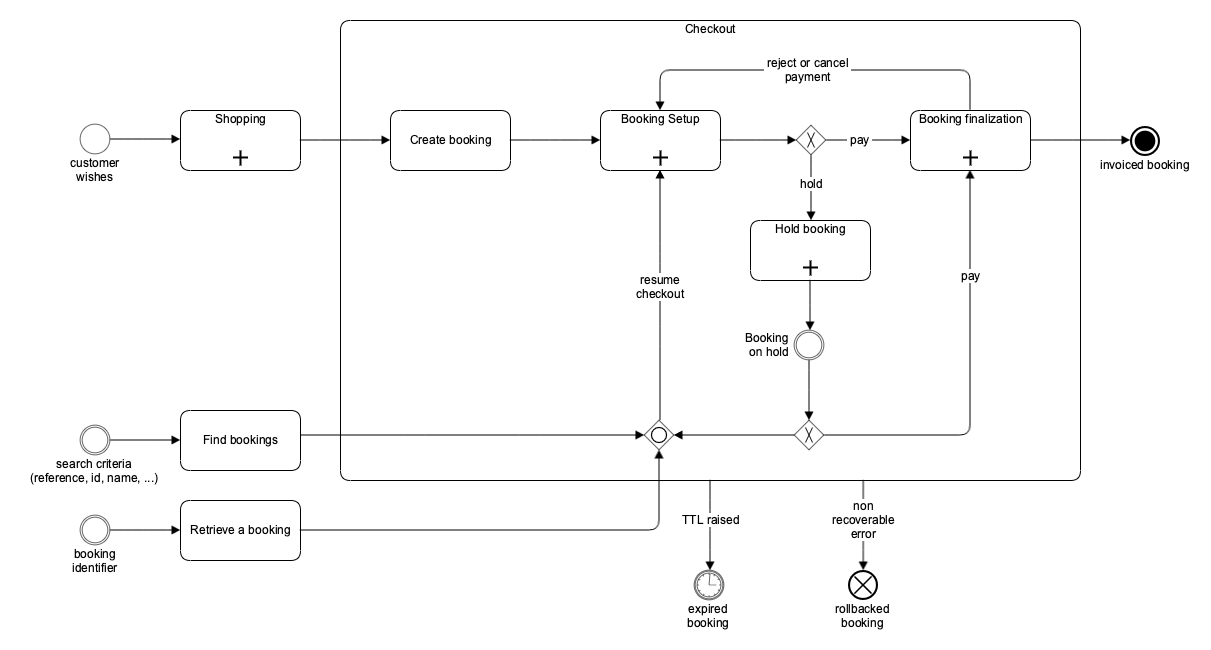 Checkout
reject or cancel
payment
Shopping
Create booking
Booking Setup
pay
Booking finalization
customer
wishes
invoiced booking
hold
Hold booking
resume
checkout
pay
Booking
on hold
Find bookings
search criteria
(reference, id, name, ...)
Retrieve a booking
booking
identifier
TTL raised
non
recoverable
error
expired
booking
rollbacked
booking